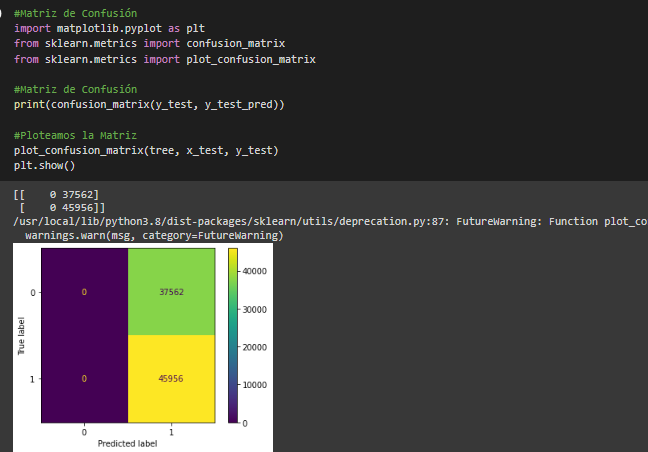 #Matriz de Confusión
import matplotlib.pyplot as plt
from sklearn.metrics import confusion_matrix
from sklearn.metrics import plot_confusion_matrix
#Matriz de Confusión
print(confusion_matrix(y_test, y_test_pred))
#Ploteamos la Matriz
plot_confusion_matrix(tree, x_test, y_test)
plt.show()
[[    0 37562]
 [    0 45956]]
/usr/local/lib/python3.8/dist-packages/sklearn/utils/deprecation.py:87: FutureWarning: Function plot_co
  warnings.warn(msg, category=FutureWarning)
True label
0
0
37562
1
0
45956
0
1
Predicted label
40000
30000
20000
10000
0